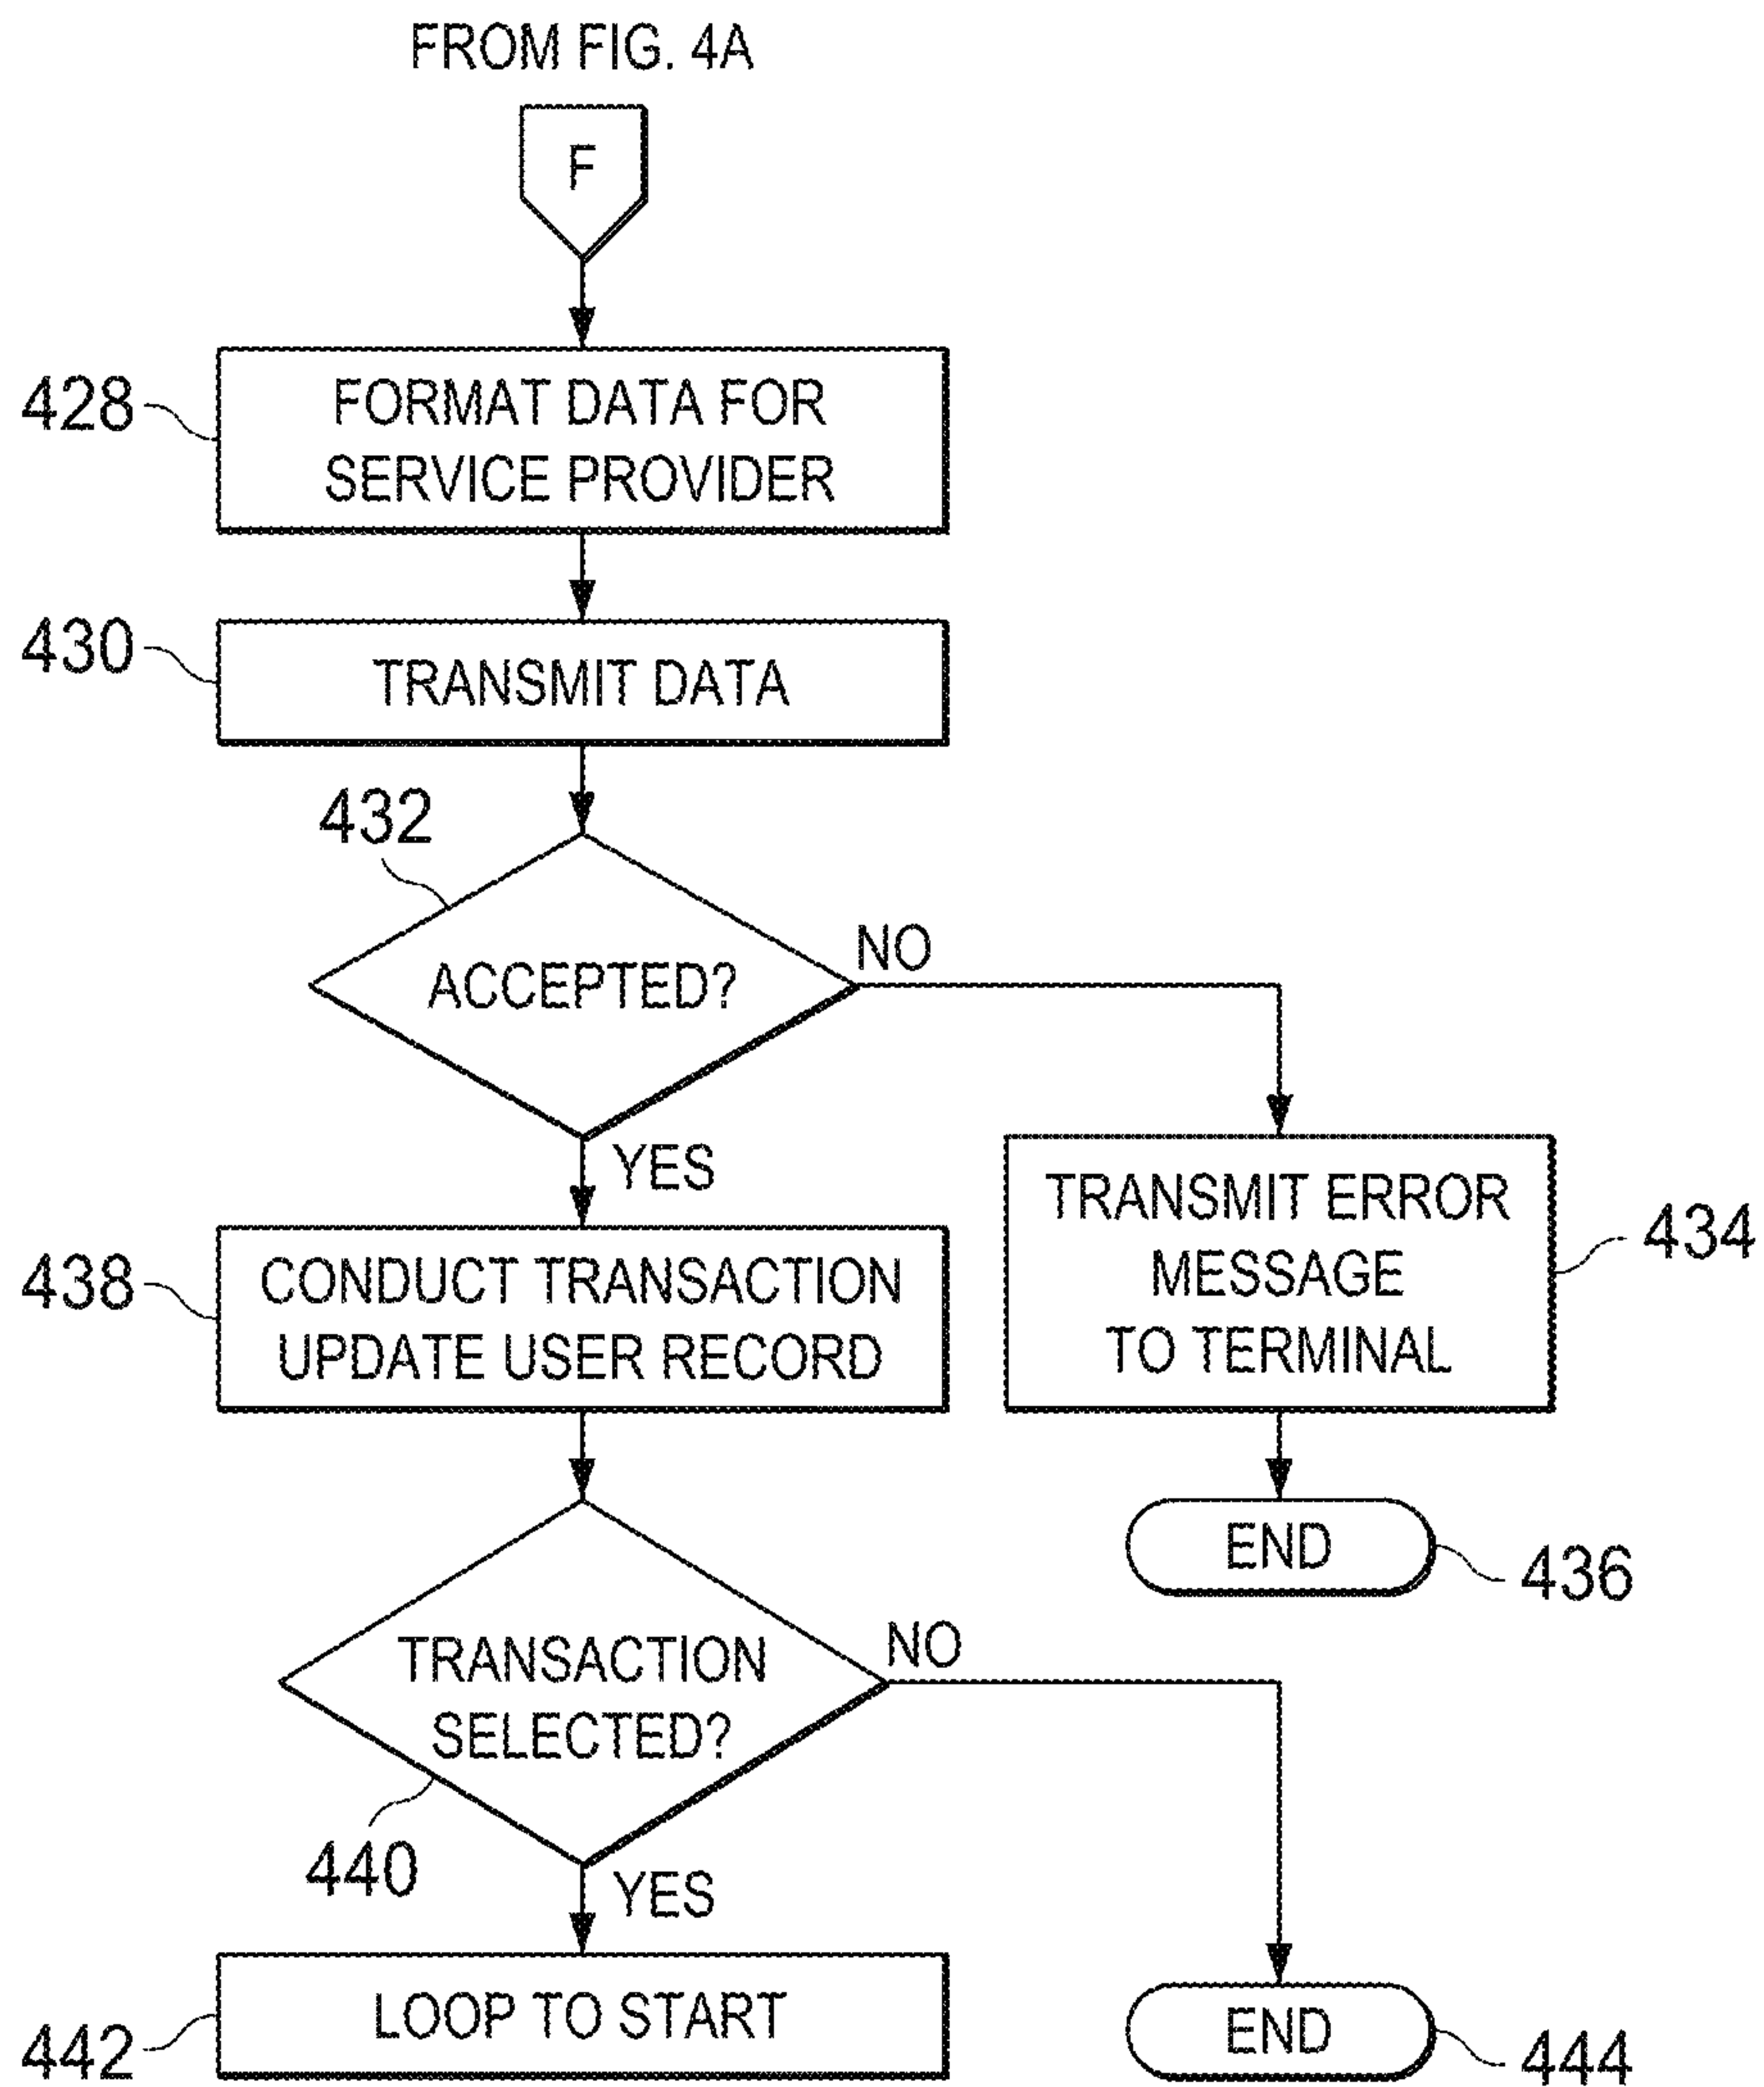 FROM FIG. 4A
F
428
FORMAT DATA FOR
SERVICE PROVIDER
430
TRANSMIT DATA
432
ACCEPTED?
NO
YES
438
CONDUCT TRANSACTION
UPDATE USER RECORD
TRANSMIT ERROR
MESSAGE
TO TERMINAL
434
END
436
TRANSACTION
SELECTED?
NO
440
YES
442
LOOP TO START
END
444